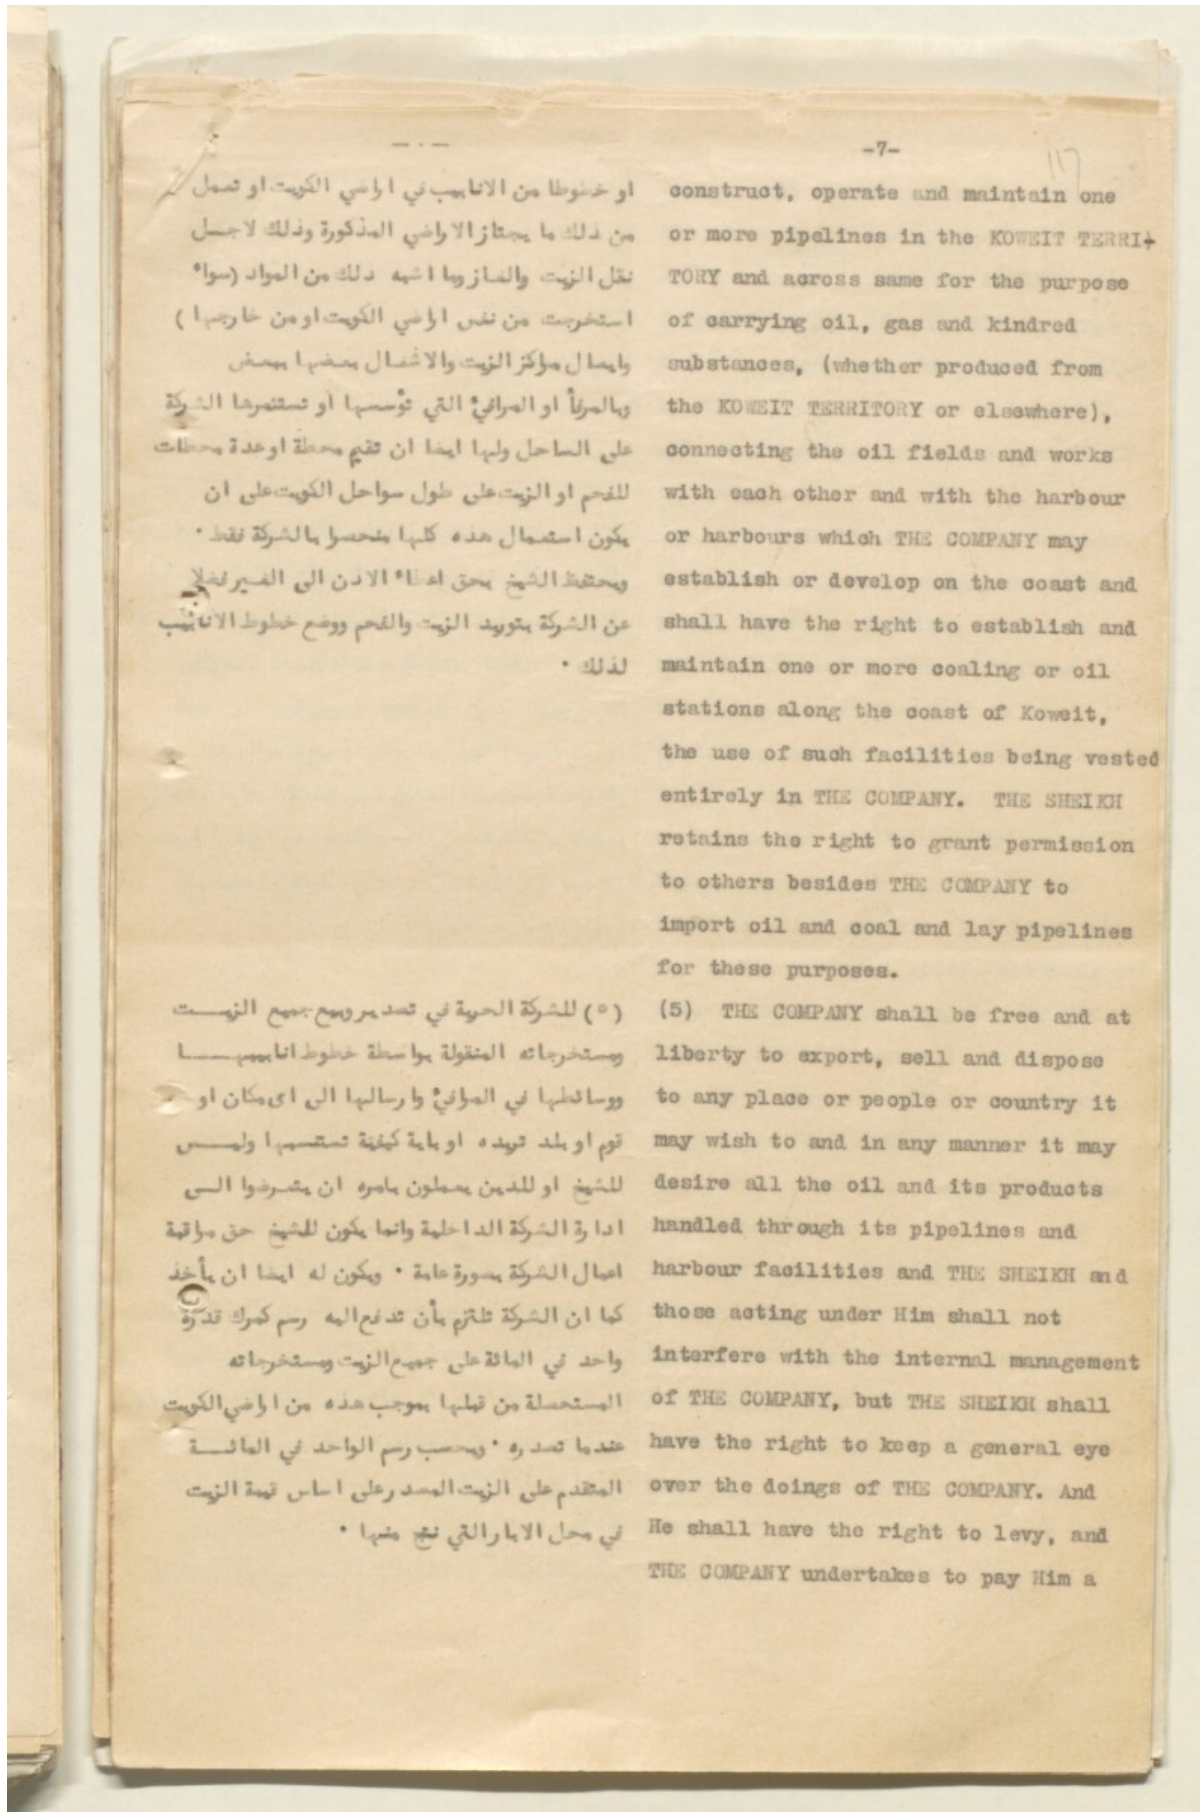 -7-
117
construct, operate and maintain one
or more pipelines in the KOWEIT TERRI-
TORY and across same for the purpose
of carrying oil, gas and kindred
substances, (whether produced from
the KOWEIT TERRITORY or elsewhere),
connecting the oil fields and works
with each other and with the harbour
or harbours which THE COMPANY may
establish or develop on the coast and
shall have the right to establish and
maintain one or more coaling or oil
stations along the coast of Koweit,
the use of such facilities being vested
entirely in THE COMPANY. THE SHEIKH
retains the right to grant permission
to others besides THE COMPANY to
import oil and coal and lay pipelines
for these purposes.
(5) THE COMPANY shall be free and at
liberty to export, sell and dispose
to any place or people or country it
may wish to and in any manner it may
desire all the oil and its products
handled through its pipelines and
harbour facilities and THE SHEIKH and
those acting under Him shall not
interfere with the internal management
of THE COMPANY, but THE SHEIKH shall
have the right to keep a general eye
over the doings of THE COMPANY. And
He shall have the right to levy, and
THE COMPANY undertakes to pay Him a
او خطوطا من الانابيب في اراضي الكويت او تعمل
من ذلك ما يجتاز الاراضي المذكورة وذلك لاجـل
نقل الزيت والغاز وما اشبه ذلك من المواد (سواء
استخرجت من نفس اراضي الكويت او من خارجها )
وايصال مراكز الزيت والاشغال بعضها ببعض
وبالمرفأ او المرافئ التي تؤسسها او تستثمرها الشركة
على الساحل ولها ايضا ان تقيم محطة او عدة محطات
للفحم او الزيت على طول سواحل الكويت على ان
يكون استعمال هذه كلها منحصرا بالشركة فقط ٠
ويحتفظ الشيخ بحق اعطاء الاذن الى الغـير فضلا
عن الشركة بتوريد الزيت والفحم ووضع خطوط الانابيب
لذلك ٠
(٥) للشركة الحرية في تصدير وبيع جميع الزيـــت
ومستخرجاته المنقولة بواسطة خطوط انابيبهـــا
ووسائطها في المرافئ وارسالها الى اى مكان او
قوم او بلد تريده او باية كيفية تستنسبها وليـــس
للشيخ او للذين يعملون بامره ان يتعـرضوا الـى
ادارة الشركة الداخلية وانما يكون للشيخ حق مراقبة
اعمال الشركة بصورة عامة ٠ ويكون له ايضا ان يأخذ
كما ان الشركة تلتزم بأن تدفع اليه رسم كمرك قدره
واحد في المائة على جميع الزيت ومستخرجاته
المستحصلة من قبلها بموجب هذه من اراضي الكويت
عندما تصدره ٠ ويحسب رسم الواحد في المائـــة
المتقدم على الزيت المصدر على اساس قيمة الزيت
في محل الابار التي نتج منها ٠